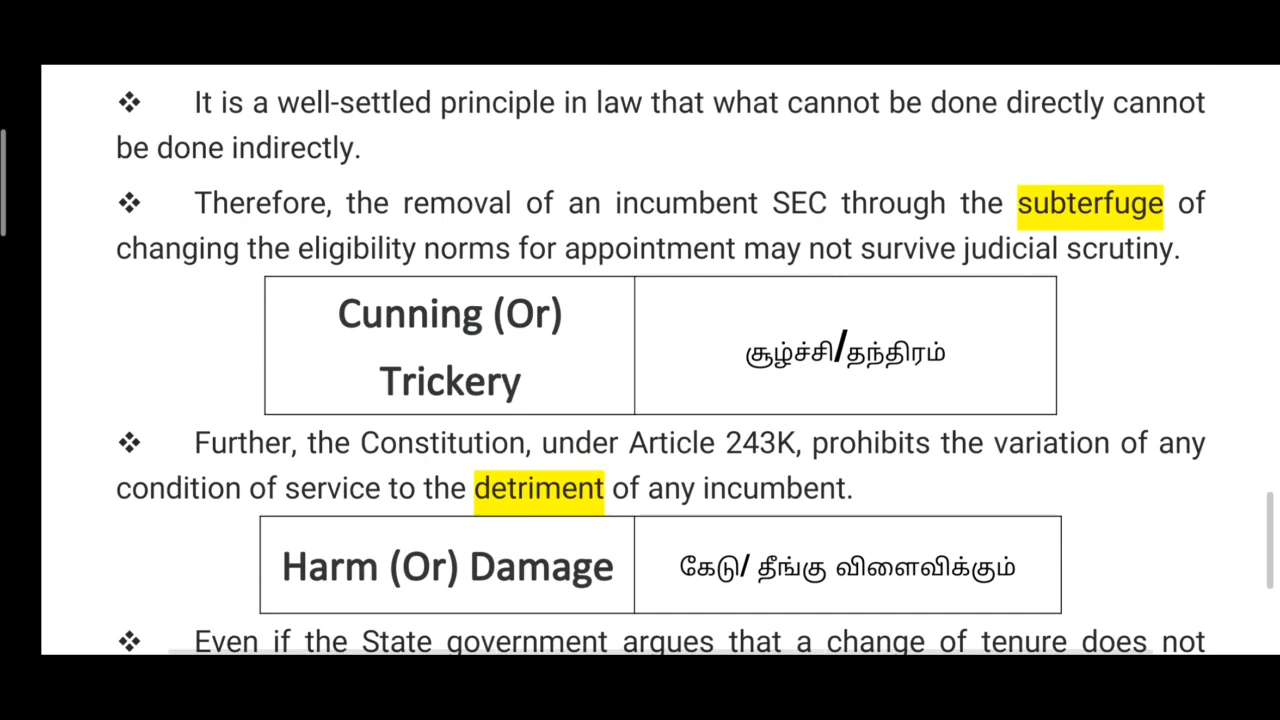 ❖ It is a well-settled principle in law that what cannot be done directly cannot
be done indirectly.
❖ Therefore, the removal of an incumbent SEC through the subterfuge of
changing the eligibility norms for appointment may not survive judicial scrutiny.
Cunning (Or)
Trickery
சூழ்ச்சி/தந்திரம்
❖ Further, the Constitution, under Article 243K, prohibits the variation of any
condition of service to the detriment of any incumbent.
Harm (Or) Damage
கேடு/ தீங்கு விளைவிக்கும்
❖ Even if the State government argues that a change of tenure does not